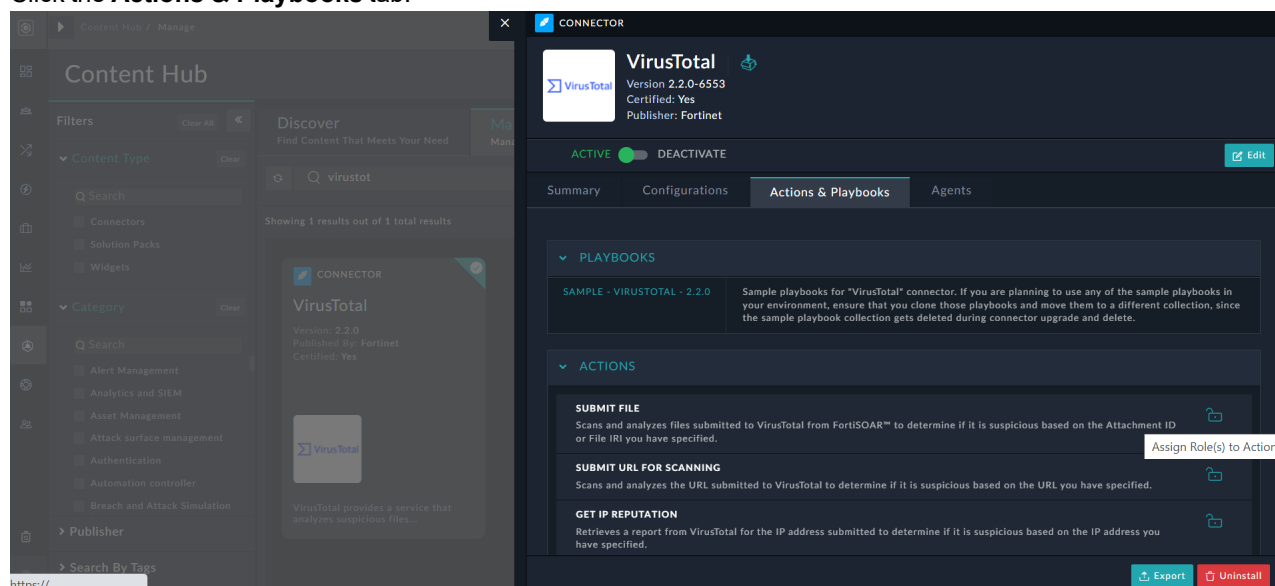 Click the Actions & Playbooks tab.
Content Hub / Manage
CONNECTOR
Content Hub
VirusTotal
VirusTotal
Version 2.2.0-6553
Certified: Yes
Publisher: Fortinet
Filters
Clear All
Discover
Find Content That Meets Your Need
Ma
Mana
ACTIVE
DEACTIVATE
Edit
Content Type
Clear
Search
virustot
Summary
Configurations
Actions & Playbooks
Agents
Connectors
Solution Packs
Widgets
Showing 1 results out of 1 total results
CONNECTOR
VirusTotal
Version: 2.2.0
Published By: Fortinet
Certified: Yes
VirusTotal
VirusTotal provides a service that
analyzes suspicious files...
Category
Clear
Search
Alert Management
Analytics and SIEM
Asset Management
Attack surface management
Authentication
Automation controller
Breach and Attack Simulation
Publisher
Search By Tags
https://
PLAYBOOKS
SAMPLE - VIRUSTOTAL - 2.2.0
Sample playbooks for "VirusTotal" connector. If you are planning to use any of the sample playbooks in
your environment, ensure that you clone those playbooks and move them to a different collection, since
the sample playbook collection gets deleted during connector upgrade and delete.
ACTIONS
SUBMIT FILE
Scans and analyzes files submitted to VirusTotal from FortiSOAR™ to determine if it is suspicious based on the Attachment ID
or File IRI you have specified.
Assign Role(s) to Action
SUBMIT URL FOR SCANNING
Scans and analyzes the URL submitted to VirusTotal to determine if it is suspicious based on the URL you have specified.
GET IP REPUTATION
Retrieves a report from VirusTotal for the IP address submitted to determine if it is suspicious based on the IP address you
have specified.
Export
Uninstall